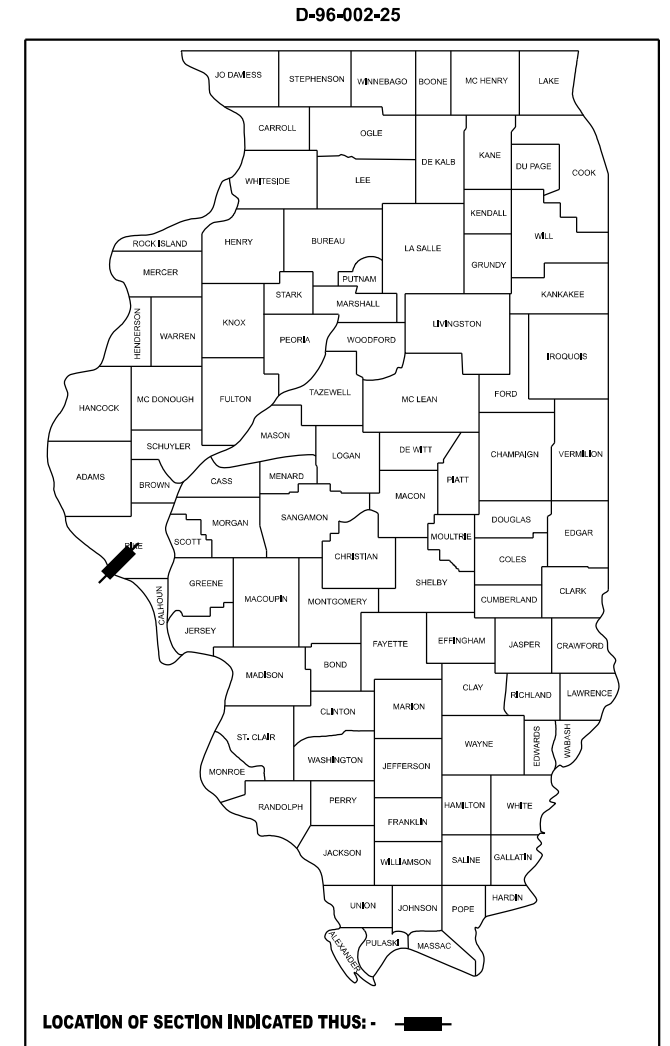 D-96-002-25
JO DAVIESS
STEPHENSON
WINNEBAGO
BOONE
MC HENRY
LAKE
CARROLL
OGLE
DE KALB
KANE
DU PAGE
COOK
WHITESIDE
LEE
KENDALL
WILL
ROCK ISLAND
HENRY
BUREAU
LA SALLE
GRUNDY
MERCER
PUTNAM
STARK
MARSHALL
KANKAKEE
HENDERSON
WARREN
KNOX
PEORIA
WOODFORD
LIVINGSTON
IROQUOIS
HANCOCK
MC DONOUGH
FULTON
TAZEWELL
MC LEAN
FORD
SCHUYLER
MASON
LOGAN
DE WITT
CHAMPAIGN
VERMILION
ADAMS
BROWN
CASS
MENARD
MACON
PIATT
MORGAN
SANGAMON
DOUGLAS
EDGAR
PIKE
SCOTT
CHRISTIAN
MOULTRIE
COLES
GREENE
MACOUPIN
MONTGOMERY
SHELBY
CUMBERLAND
CLARK
CALHOUN
JERSEY
FAYETTE
EFFINGHAM
JASPER
CRAWFORD
MADISON
BOND
CLAY
RICHLAND
LAWRENCE
CLINTON
MARION
ST. CLAIR
WAYNE
EDWARDS
WABASH
MONROE
WASHINGTON
JEFFERSON
RANDOLPH
PERRY
HAMILTON
WHITE
FRANKLIN
JACKSON
WILLIAMSON
SALINE
GALLATIN
UNION
JOHNSON
POPE
HARDIN
ALEXANDER
PULASKI
MASSAC
LOCATION OF SECTION INDICATED THUS: -